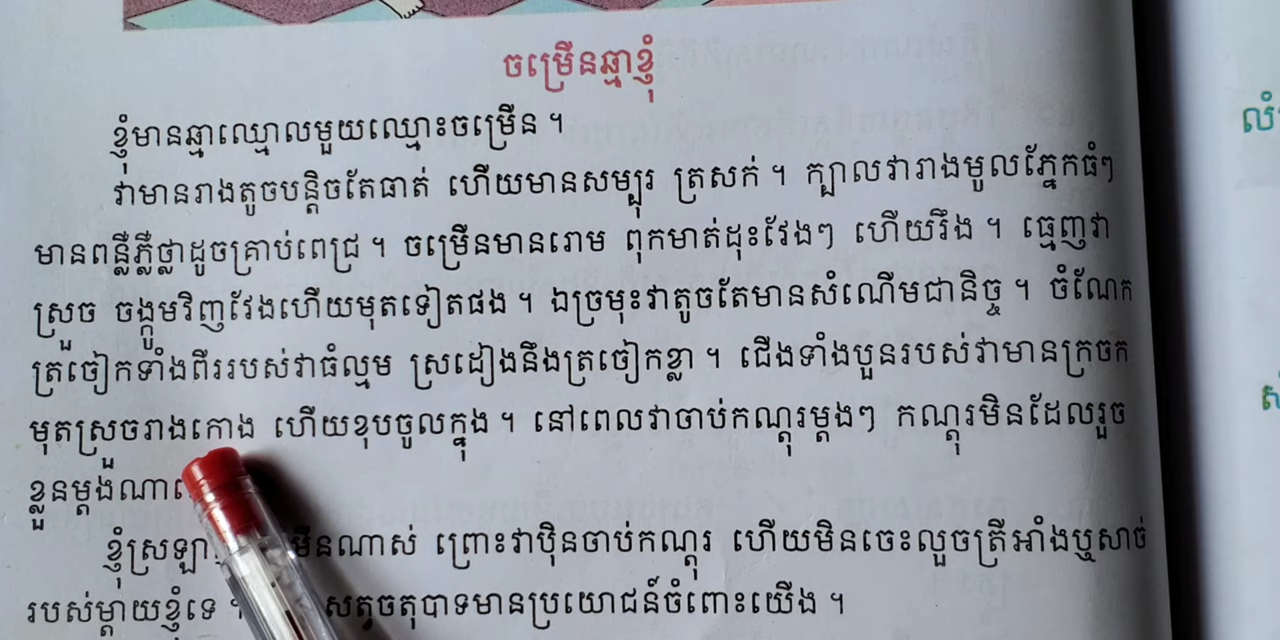 ចម្រើនឆ្មាខ្ញុំ
ខ្ញុំមានឆ្មាឈ្មោលមួយឈ្មោះចម្រើន ។
វាមានរាងតូចបន្តិចតែធាត់ ហើយមានសម្បុរ ត្រសក់ ។ ក្បាលវារាងមូលភ្នែកធំៗ
មានពន្លឺភ្លឺថ្លាដូចគ្រាប់ពេជ្រ ។ ចម្រើនមានរោម ពុកមាត់ដុះវែងៗ ហើយរឹង ។ ធ្មេញវា
ស្រួច ចង្កូមវិញវែងហើយមុតទៀតផង ។ ឯច្រមុះវាតូចតែមានសំណើមជានិច្ច ។ ចំណែក
ត្រចៀកទាំងពីររបស់វាធំល្មម ស្រដៀងនឹងត្រចៀកខ្លា ។ ជើងទាំងបួនរបស់វាមានក្រចក
មុតស្រួចរាងកោង ហើយខុបចូលក្នុង ។ នៅពេលវាចាប់កណ្តុរម្តងៗ កណ្តុរមិនដែលរួច
ខ្លួនម្តងណា
ខ្ញុំស្រឡា មើនណាស់ ព្រោះវាប៉ិនចាប់កណ្តុរ ហើយមិនចេះលួចត្រីអាំងឬសាច់
របស់ម្តាយខ្ញុំទេ ។ សត្វចតុបាទមានប្រយោជន៍ចំពោះយើង ។
លំ